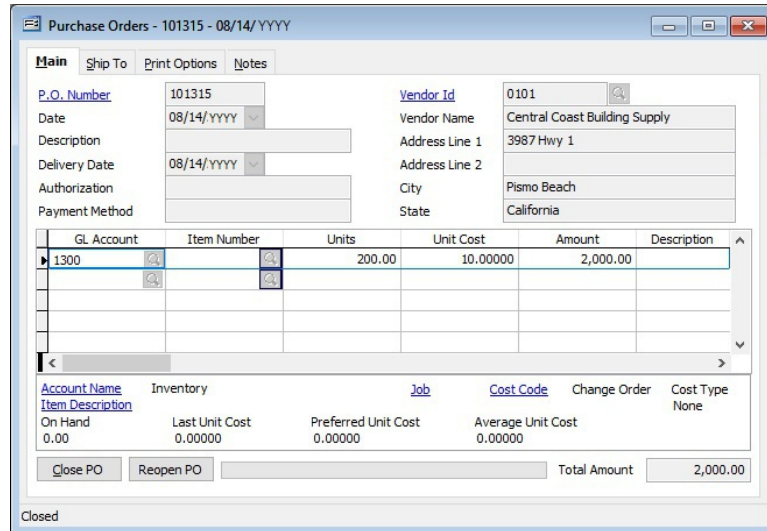 Purchase Orders - 101315 - 08/14/YYYY
Main Ship To Print Options Notes
P.O. Number 101315 Vendor Id 0101
Date 08/14/YYYY Vendor Name Central Coast Building Supply
Description Address Line 1 3987 Hwy 1
Delivery Date 08/14/YYYY Address Line 2
Authorization City Pismo Beach
Payment Method State California
GL Account Item Number Units Unit Cost Amount Description
1300 200.00 10.00000 2,000.00
Account Name Inventory Job Cost Code Change Order Cost Type
Item Description None
On Hand Last Unit Cost Preferred Unit Cost Average Unit Cost
0.00 0.00000 0.00000 0.00000
Close PO Reopen PO Total Amount 2,000.00
Closed